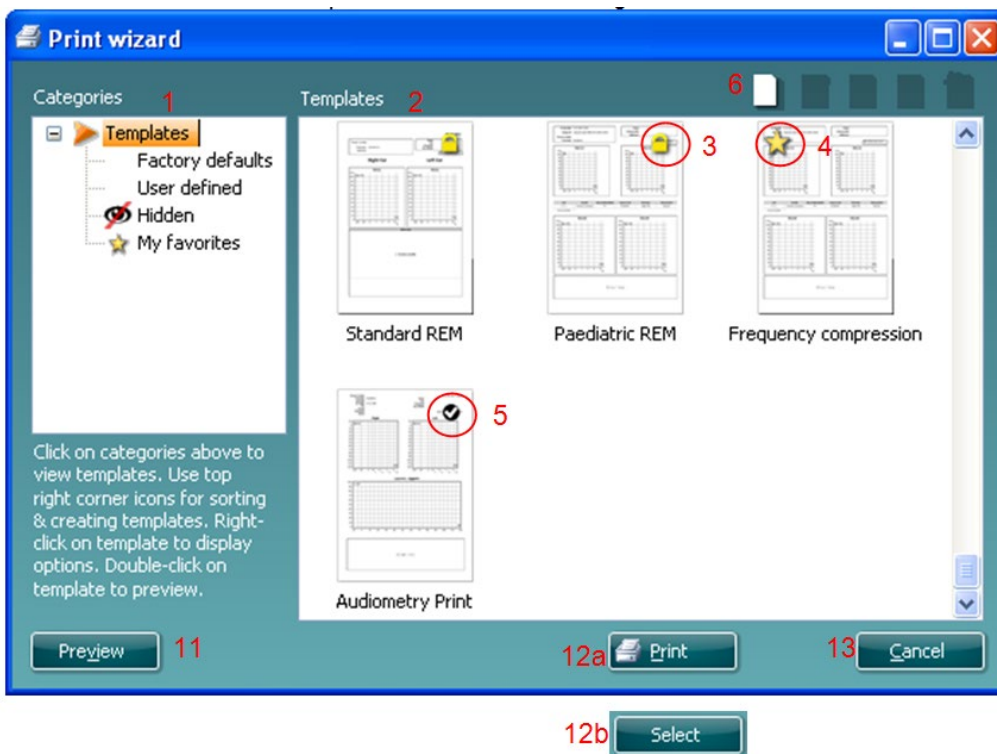 Print wizard
Categories 1
Templates 2
6
Templates
Factory defaults
User defined
Hidden
My favorites
3
4
Standard REM
Paediatric REM
Frequency compression
5
Audiometry Print
Click on categories above to
view templates. Use top
right corner icons for sorting
& creating templates. Right-
click on template to display
options. Double-click on
template to preview.
Preview 11
12a Print
13 Cancel
12b Select